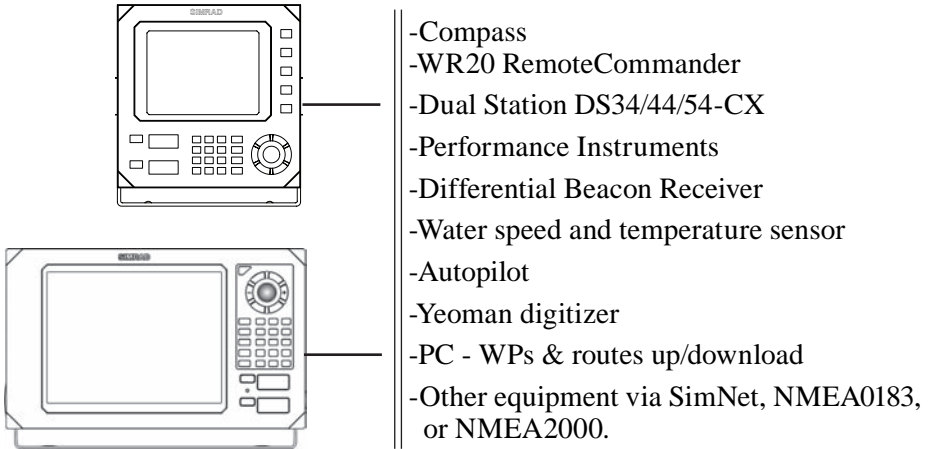 SIMRAD
-Compass
-WR20 RemoteCommander
-Dual Station DS34/44/54-CX
-Performance Instruments
-Differential Beacon Receiver
-Water speed and temperature sensor
-Autopilot
-Yeoman digitizer
-PC - WPs & routes up/download
-Other equipment via SimNet, NMEA0183,
or NMEA2000.
SIMRAD